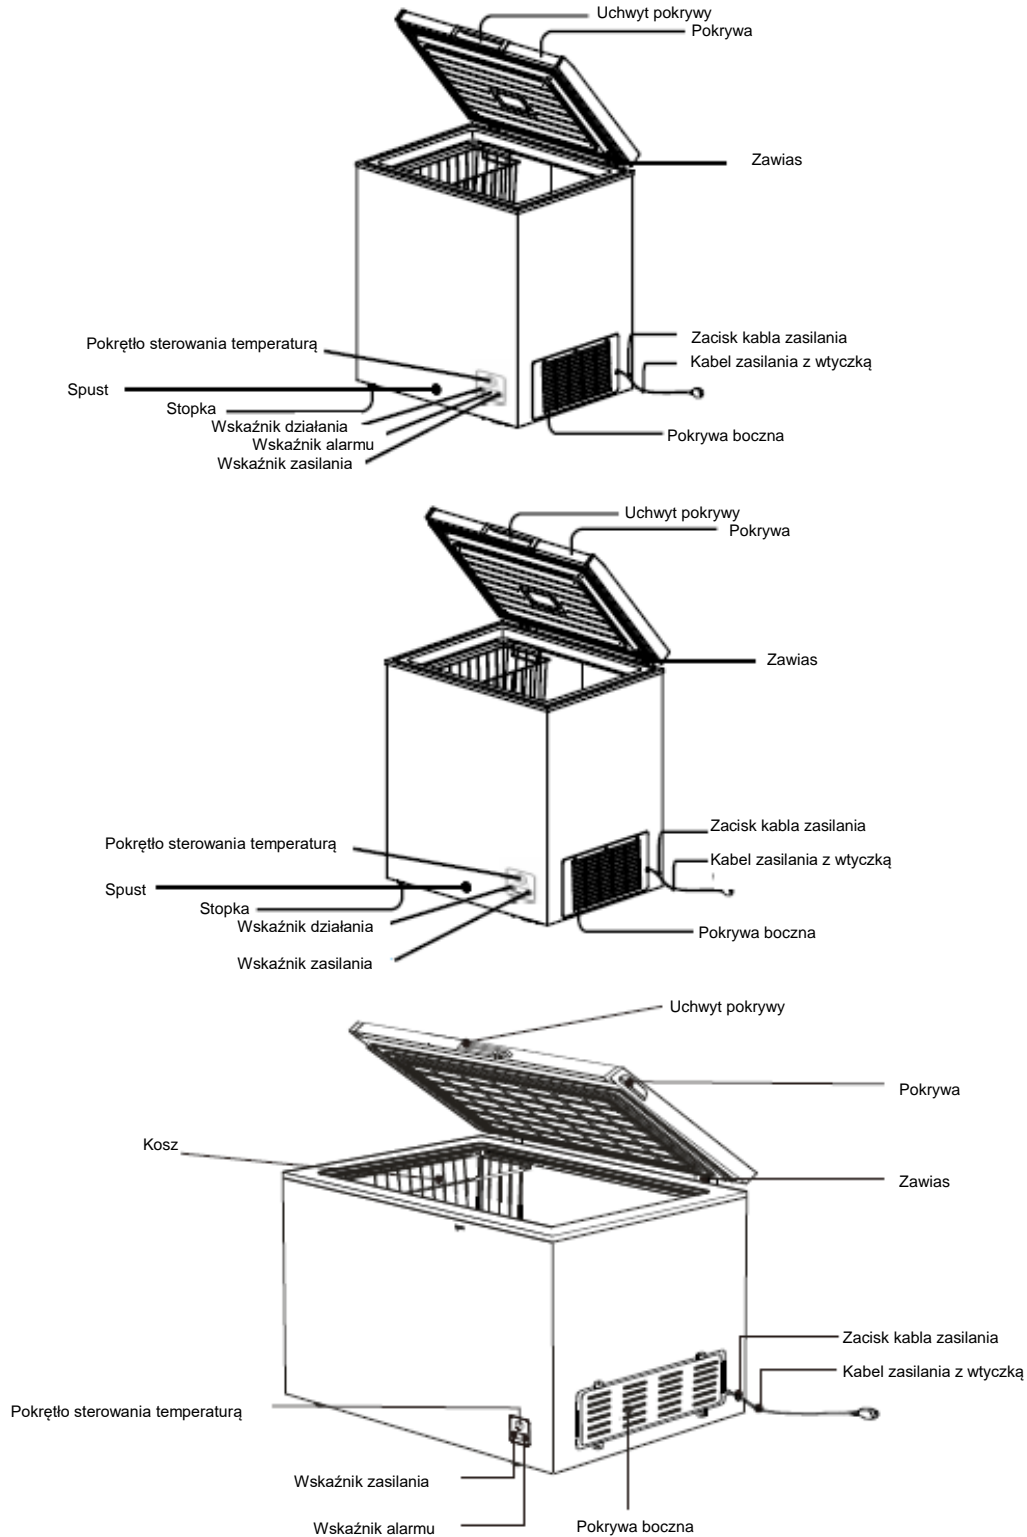 Uchwyt pokrywy
Pokrywa
Zawias
Pokrętło sterowania temperaturą
Zacisk kabla zasilania
Kabel zasilania z wtyczką
Spust
Stopka
Wskaźnik działania
Wskaźnik alarmu
Wskaźnik zasilania
Pokrywa boczna
Uchwyt pokrywy
Pokrywa
Zawias
Zacisk kabla zasilania
Pokrętło sterowania temperaturą
Kabel zasilania z wtyczką
Spust
Stopka
Wskaźnik działania
Pokrywa boczna
Wskaźnik zasilania
Uchwyt pokrywy
Pokrywa
Kosz
Zawias
Zacisk kabla zasilania
Kabel zasilania z wtyczką
Pokrętło sterowania temperaturą
Wskaźnik zasilania
Wskaźnik alarmu
Pokrywa boczna